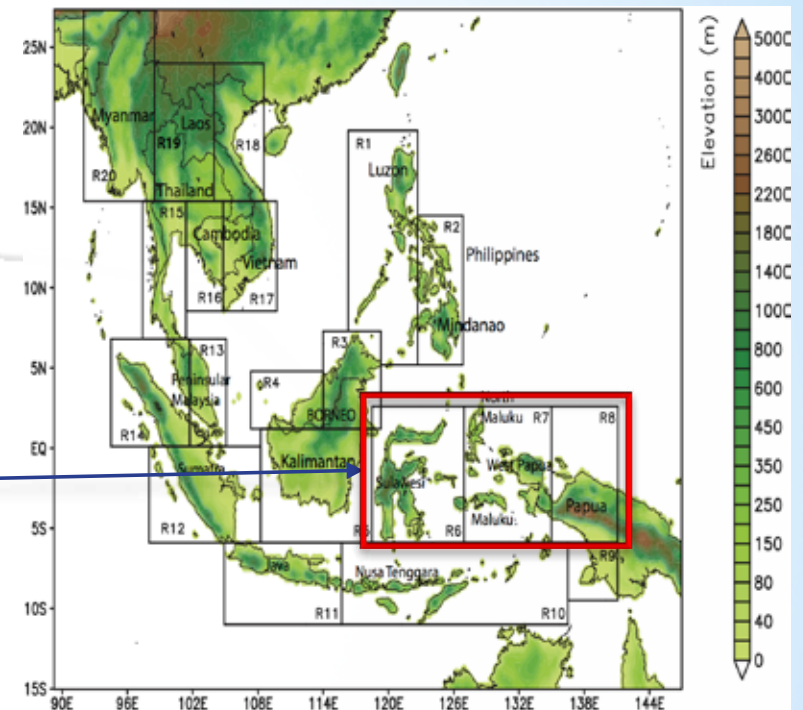 25N
20N
15N
10N
5N
EQ
5S
10S
15S
90E 96E 102E 108E 114E 120E 126E 132E 138E 144E
Myanmar
Laos
R19
R18
R20
Thailand
R1
Luzon
R15
Cambodia
Vietnam
R16
R17
R2
Philippines
Mindanao
R3
R13
Peninsular
Malaysia
R4
BORNEO
R14
North
Maluku
R7
R8
Sumatra
Kalimantan
West Papua
Sulawesi
Papua
Maluku
R12
R5
R6
R9
Java
Nusa Tenggara
R11
R10
Elevation (m)
4000
3000
2600
2200
1800
1400
800
600
450
350
250
150
80
40
0